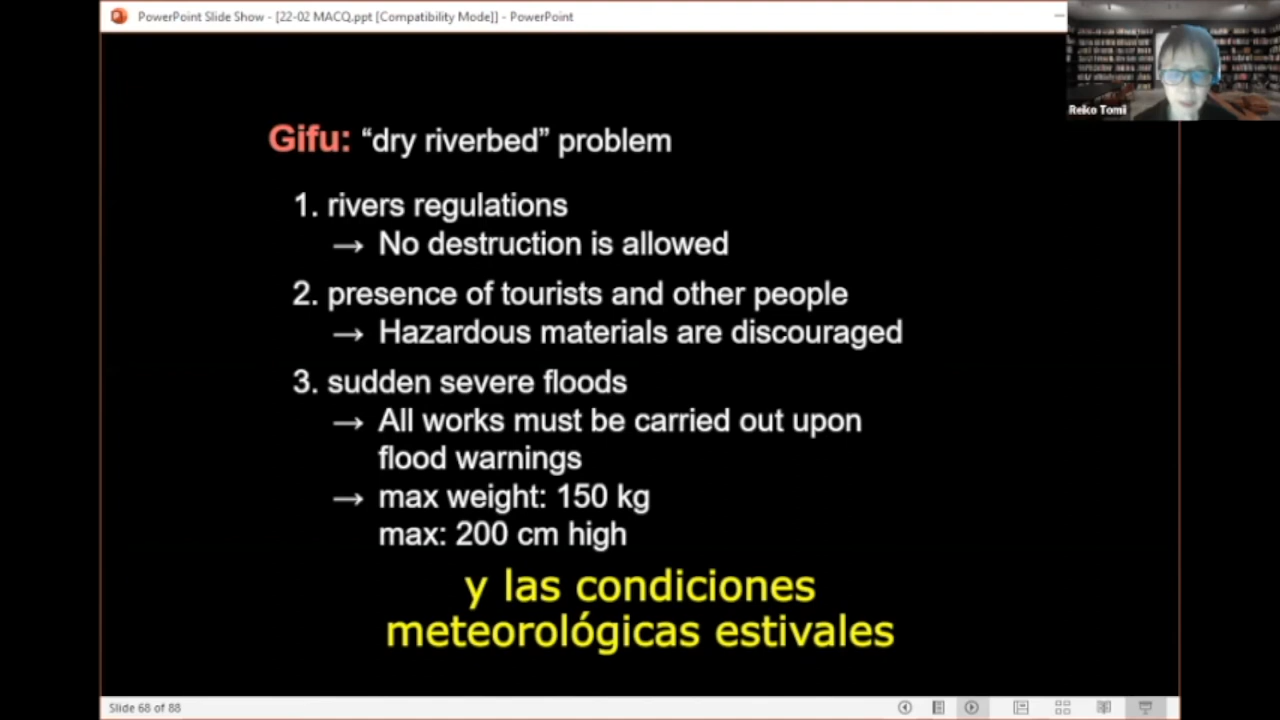 PowerPoint Slide Show - [22-02 MACQ.ppt [Compatibility Mode]] - PowerPoint
Reiko Tomii
Gifu: “dry riverbed” problem
1. rivers regulations
→ No destruction is allowed
2. presence of tourists and other people
→ Hazardous materials are discouraged
3. sudden severe floods
→ All works must be carried out upon
flood warnings
→ max weight: 150 kg
max: 200 cm high
y las condiciones
meteorológicas estivales
Slide 68 of 88